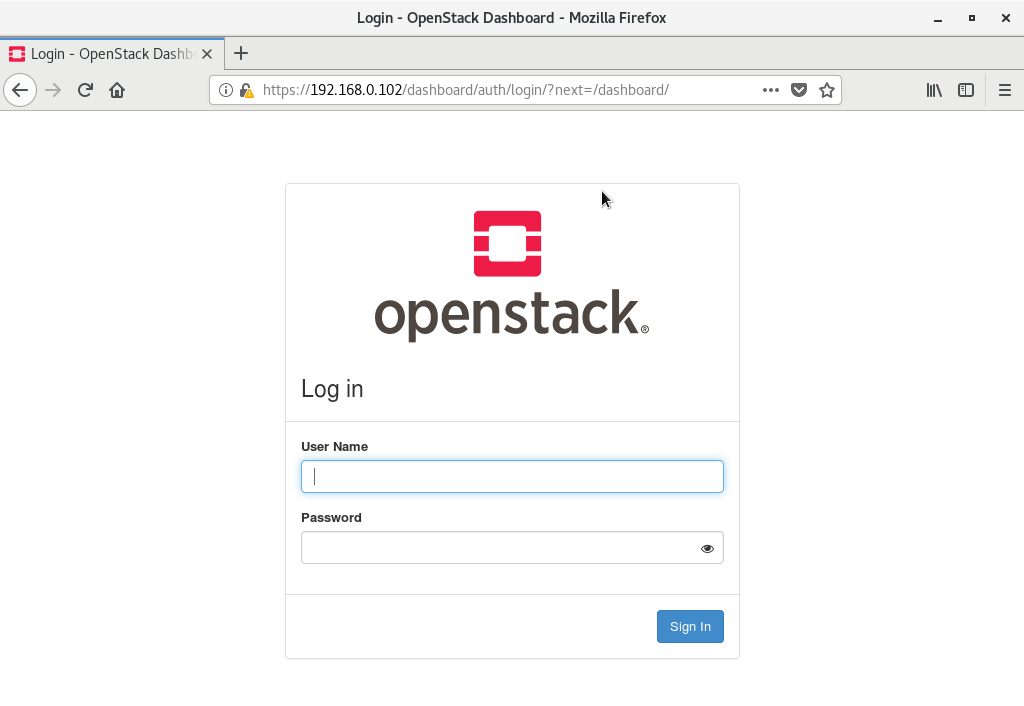 Login - OpenStack Dashboard - Mozilla Firefox
Login - OpenStack Dashb
https://192.168.0.102/dashboard/auth/login/?next=/dashboard/
openstack®
Log in
User Name
Password
Sign In